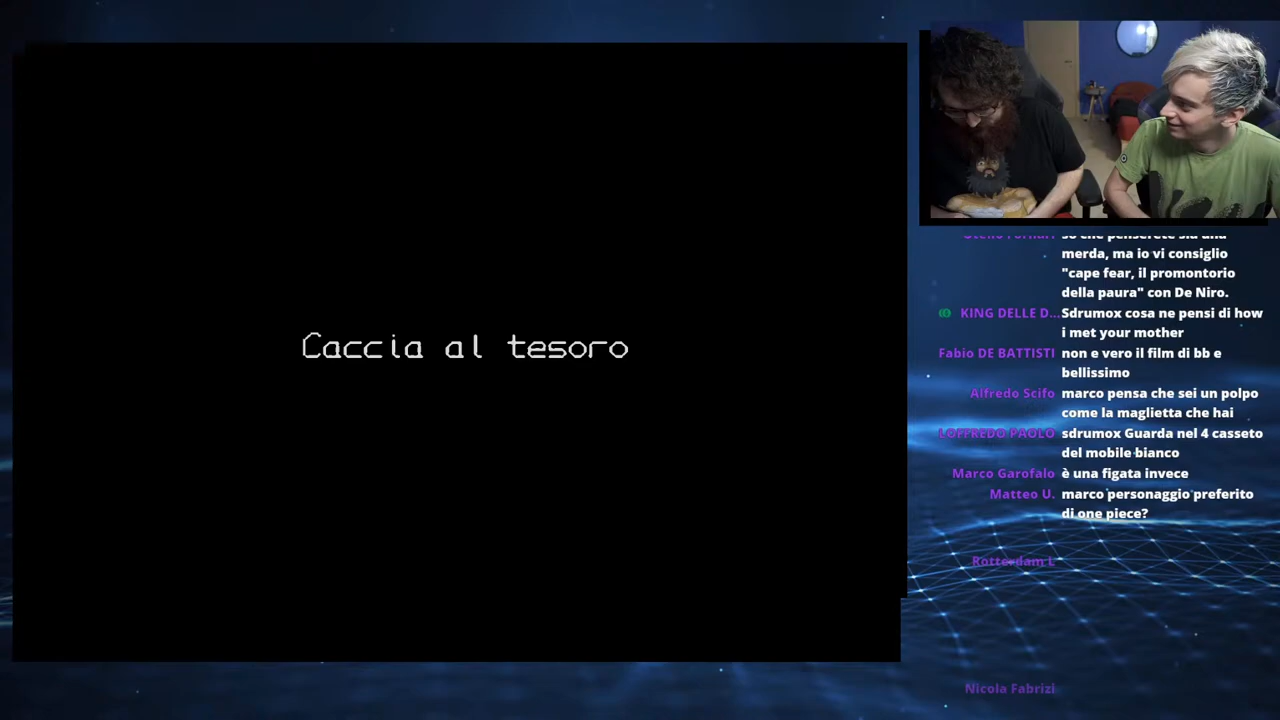 Caccia al tesoro
so che penserete sia una
merda, ma io vi consiglio
"cape fear, il promontorio
della paura" con De Niro.
KING DELLE D... Sdrumox cosa ne pensi di how
i met your mother
Fabio DE BATTISTI non e vero il film di bb e
bellissimo
Alfredo Scifo marco pensa che sei un polpo
come la maglietta che hai
LOFFREDO PAOLO sdrumox Guarda nel 4 casseto
del mobile bianco
Marco Garofalo è una figata invece
Matteo U. marco personaggio preferito
di one piece?
Rotterdam L
Nicola Fabrizi